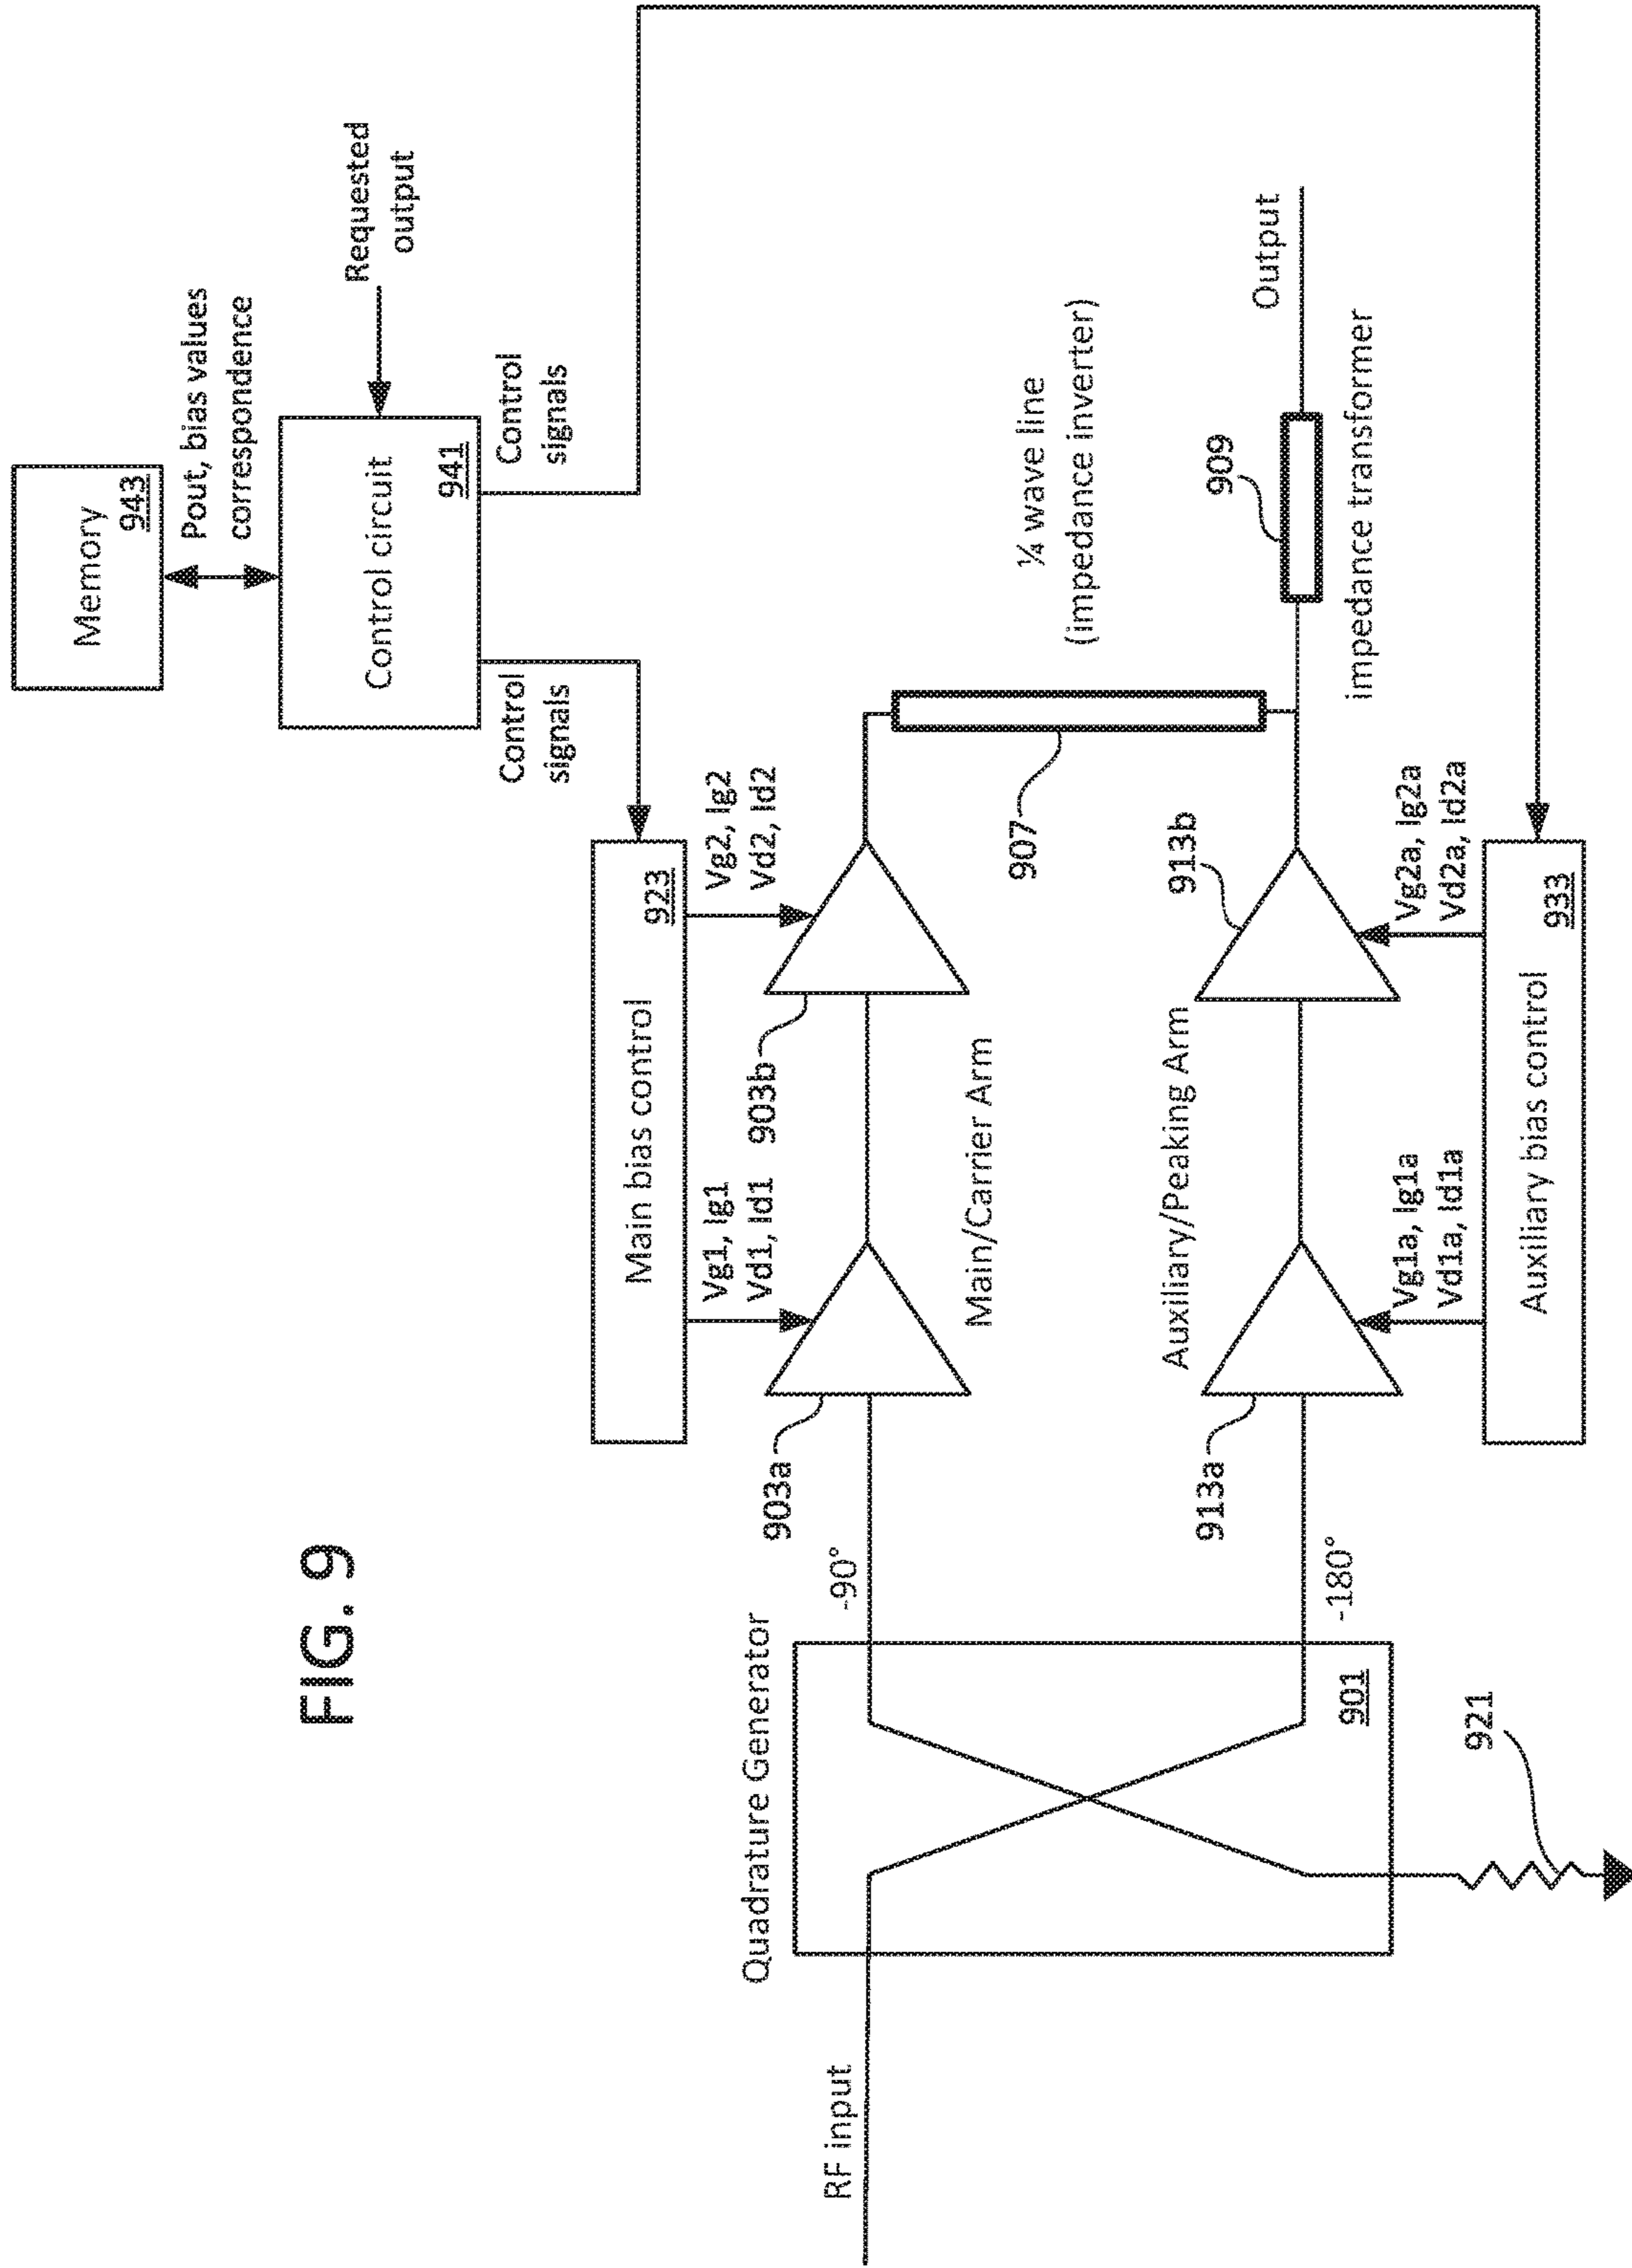 FIG. 9
Memory
943
Pout, bias values
correspondence
Control circuit
941
Requested
output
Control
signals
Control
signals
Main bias control
923
Vg1, Ig1
Vd1, Id1
Vg2, Ig2
Vd2, Id2
903a
903b
Main/Carrier Arm
Quadrature Generator
RF input
-90°
-180°
901
921
907
¼ wave line
(impedance inverter)
909
Output
impedance transformer
Auxiliary/Peaking Arm
913a
913b
Vg1a, Ig1a
Vd1a, Id1a
Vg2a, Ig2a
Vd2a, Id2a
Auxiliary bias control
933